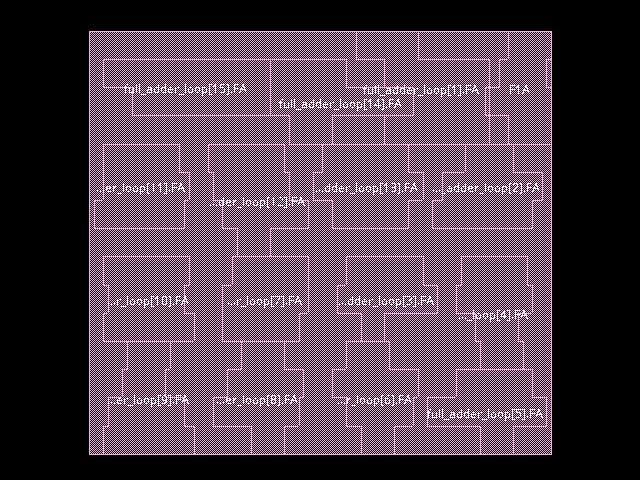 full_adder_loop[15].FA
full_adder_loop[1].FA
F1A
full_adder_loop[14].FA
...er_loop[11].FA
...dder_loop[13].FA
...adder_loop[2].FA
...der_loop[12].FA
...r_loop[10].FA
...r_loop[7].FA
...dder_loop[3].FA
..._loop[4].FA
...er_loop[9].FA
...er_loop[8].FA
...r_loop[6].FA
full_adder_loop[5].FA